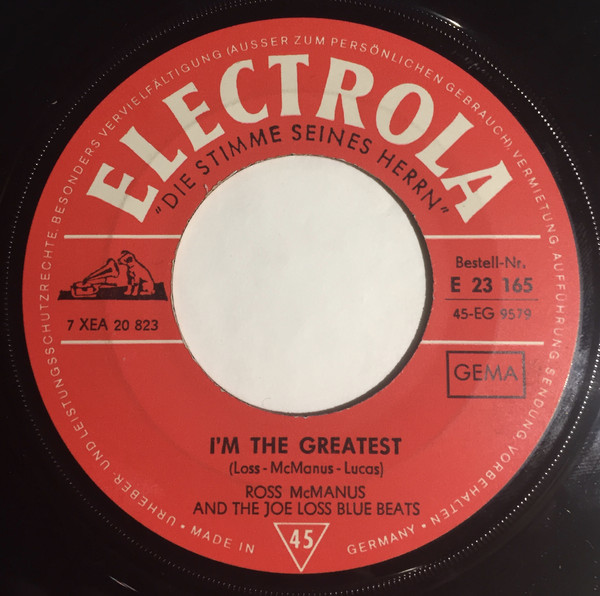 URHEBER- UND LEISTUNGSSCHUTZRECHTE, BESONDERS VERVIELFÄLTIGUNG (AUSSER ZUM PERSÖNLICHEN GEBRAUCH), VERMIETUNG, AUFFÜHRUNG, SENDUNG, VORBEHALTEN •
ELECTROLA
"DIE STIMME SEINES HERRN"
7 XEA 20 823
Bestell-Nr.
E 23 165
45-EG 9579
GEMA
I'M THE GREATEST
(Loss - McManus - Lucas)
ROSS McMANUS
AND THE JOE LOSS BLUE BEATS
• MADE IN
45
GERMANY •